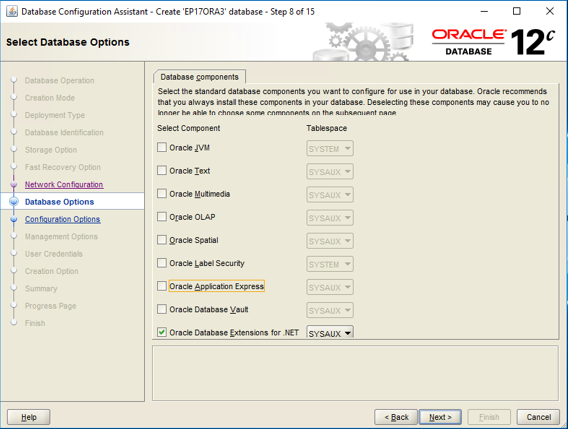 Database Configuration Assistant - Create 'EP17ORA3' database - Step 8 of 15
Select Database Options
ORACLE
DATABASE
12c
Database Operation
Creation Mode
Deployment Type
Database Identification
Storage Option
Fast Recovery Option
Network Configuration
Database Options
Configuration Options
Management Options
User Credentials
Creation Option
Summary
Progress Page
Finish
Database components
Select the standard database components you want to configure for use in your database. Oracle recommends
that you always install these components in your database. Deselecting these components may cause you to no
longer be able to choose some components on the subsequent page.
Select Component Tablespace
Oracle JVM SYSTEM
Oracle Text SYSAUX
Oracle Multimedia SYSAUX
Oracle OLAP SYSAUX
Oracle Spatial SYSAUX
Oracle Label Security SYSTEM
Oracle Application Express SYSAUX
Oracle Database Vault SYSAUX
Oracle Database Extensions for .NET SYSAUX
Help
< Back
Next >
Finish
Cancel